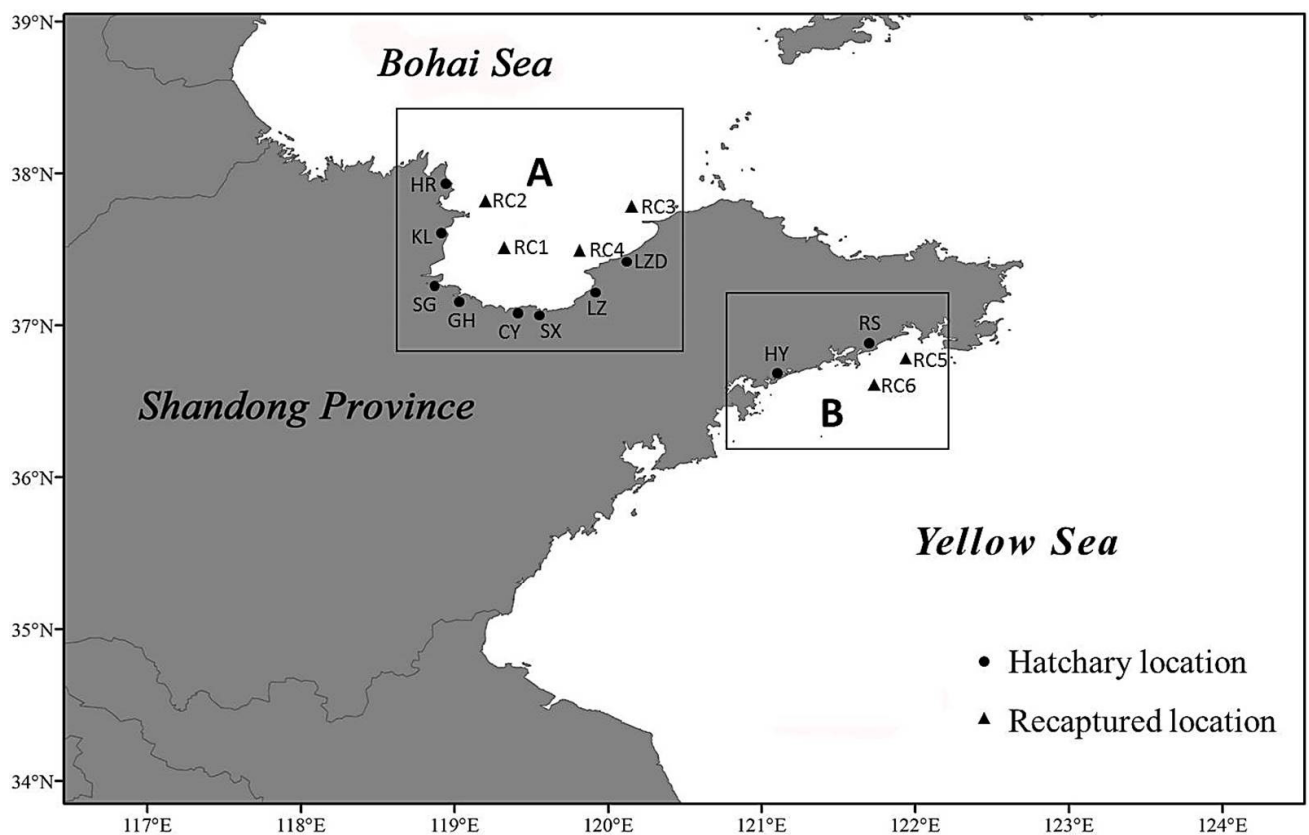 39°N
Bohai Sea
38°N
A
HR
RC2
RC3
KL
RC1
RC4
LZD
SG
GH
LZ
CY
SX
37°N
RS
HY
RC5
RC6
B
Shandong Province
36°N
Yellow Sea
35°N
Hatchary location
Recaptured location
34°N
117°E
118°E
119°E
120°E
121°E
122°E
123°E
124°E